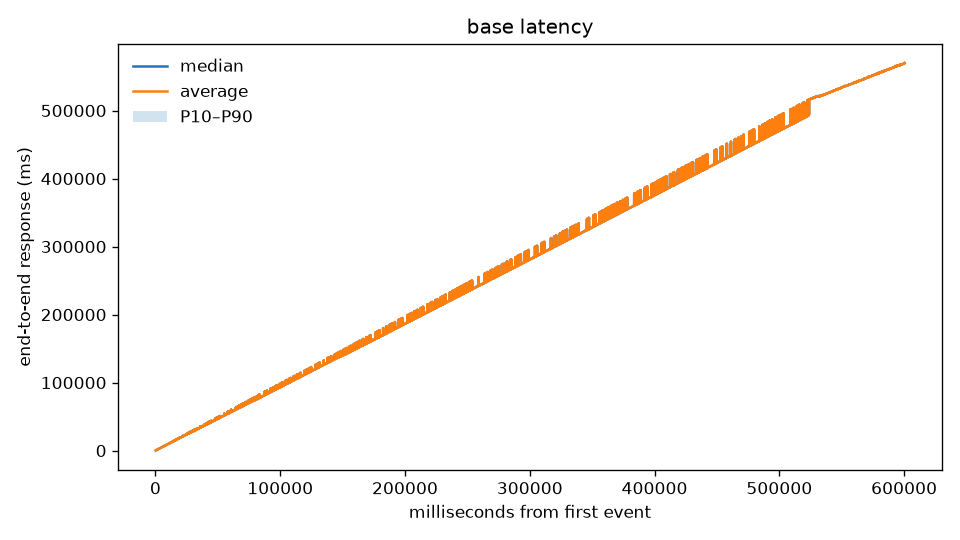 base latency
median
average
P10–P90
end-to-end response (ms)
500000
400000
300000
200000
100000
0
0 100000 200000 300000 400000 500000 600000
milliseconds from first event